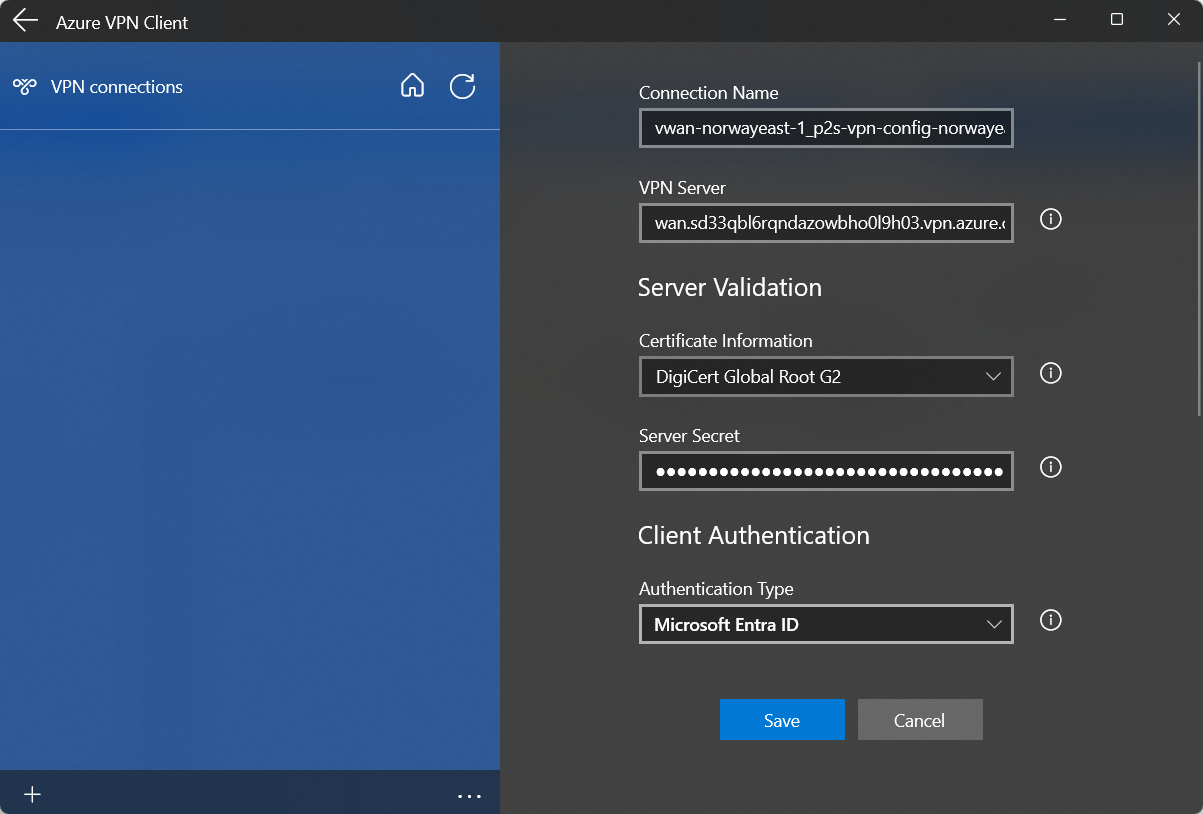 Azure VPN Client
VPN connections
Connection Name
vwan-norwayeast-1_p2s-vpn-config-norwaye
VPN Server
wan.sd33qbl6rqndazowbho0l9h03.vpn.azure.
Server Validation
Certificate Information
DigiCert Global Root G2
Server Secret
●●●●●●●●●●●●●●●●●●●●●●●●●●●●●●●●●
Client Authentication
Authentication Type
Microsoft Entra ID
Save
Cancel